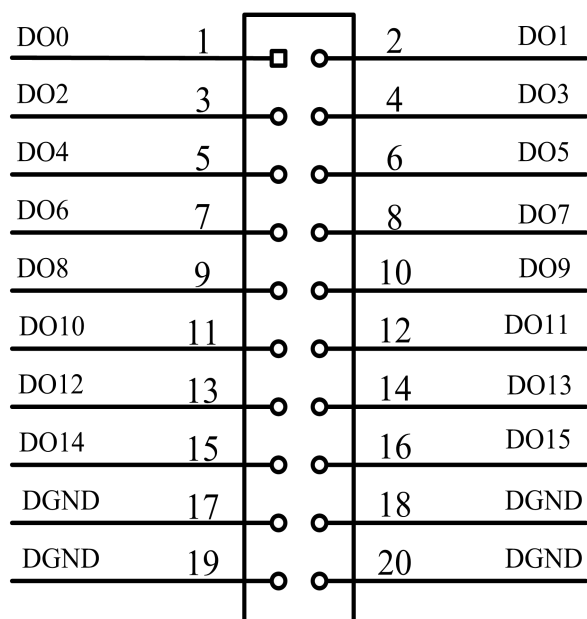 DO0 1 2 DO1
DO2 3 4 DO3
DO4 5 6 DO5
DO6 7 8 DO7
DO8 9 10 DO9
DO10 11 12 DO11
DO12 13 14 DO13
DO14 15 16 DO15
DGND 17 18 DGND
DGND 19 20 DGND